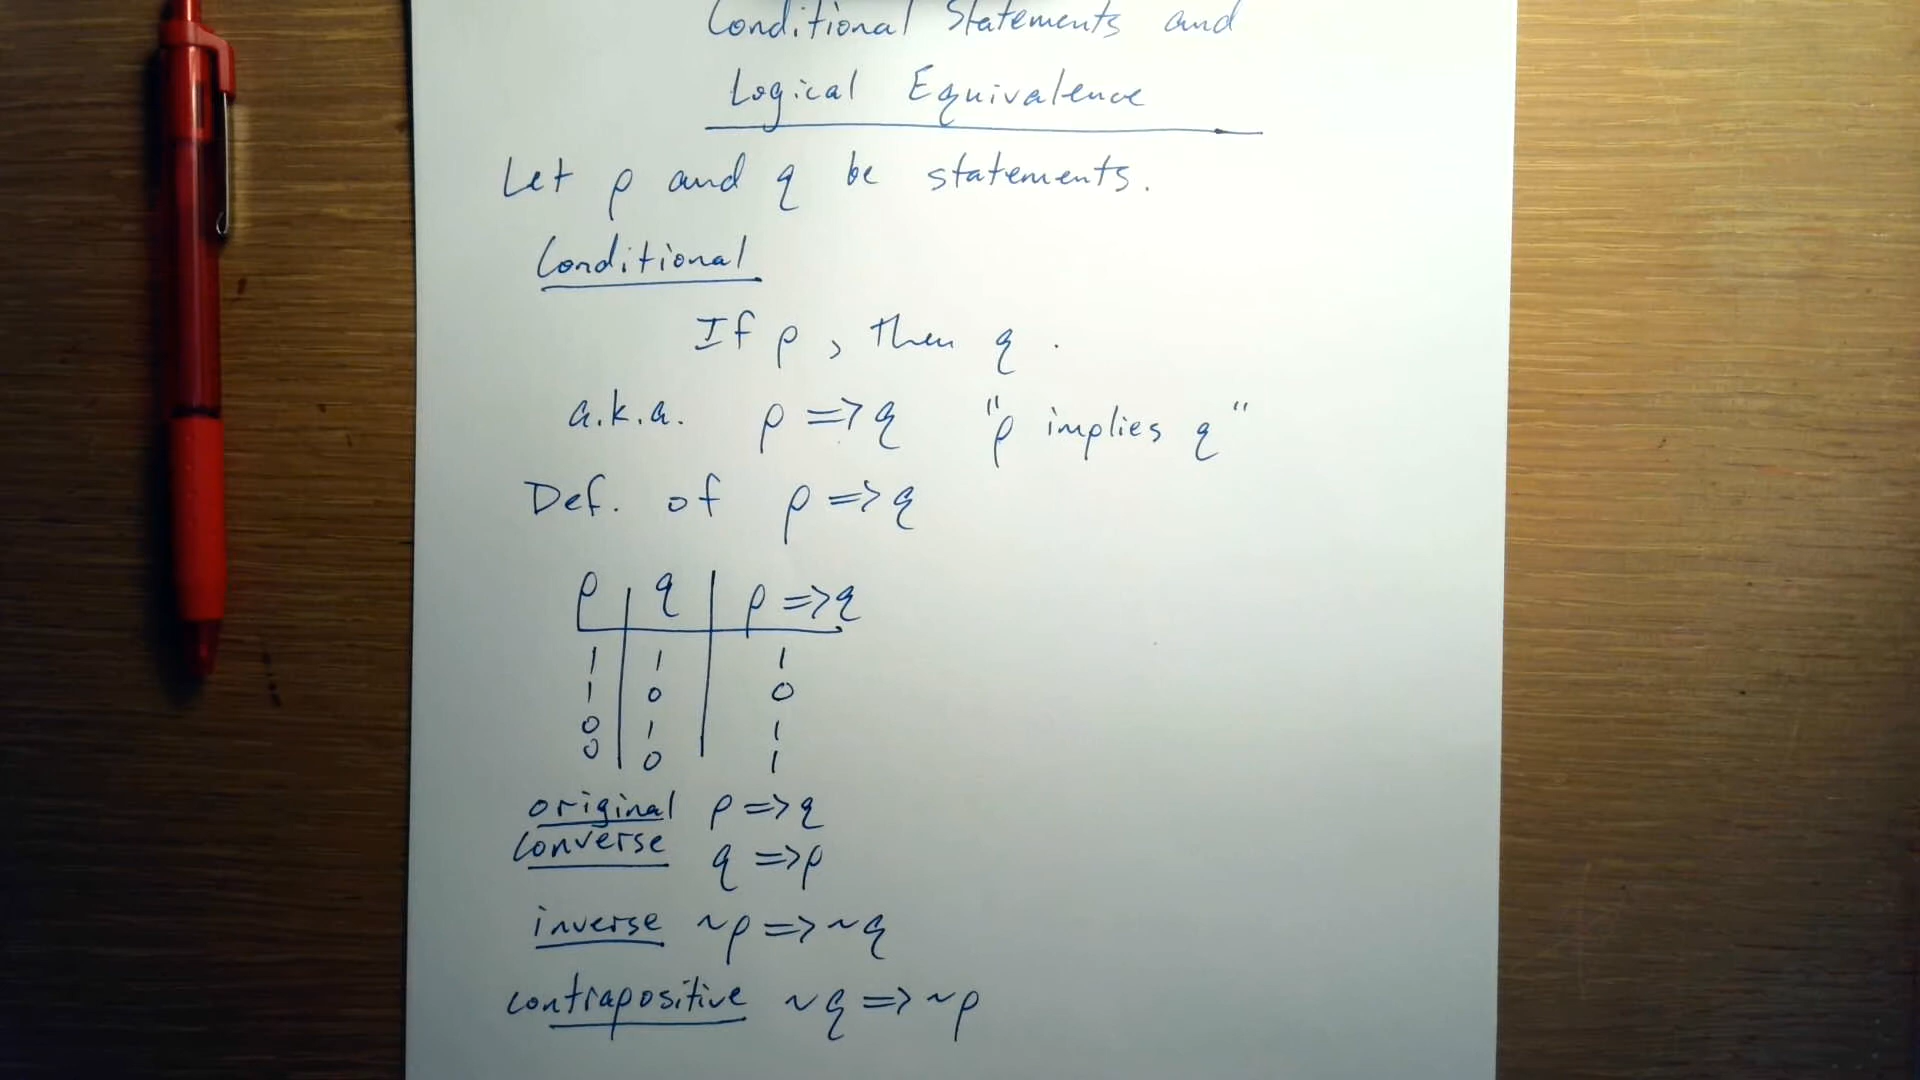 Conditional Statements and
Logical Equivalence
Let p and q be statements.
Conditional
If p, then q.
a.k.a. p => q "p implies q"
Def. of p => q
p | q | p => q
1 | 1 | 1
1 | 0 | 0
0 | 1 | 1
0 | 0 | 1
original p => q
Converse q => p
inverse ~p => ~q
contrapositive ~q => ~p